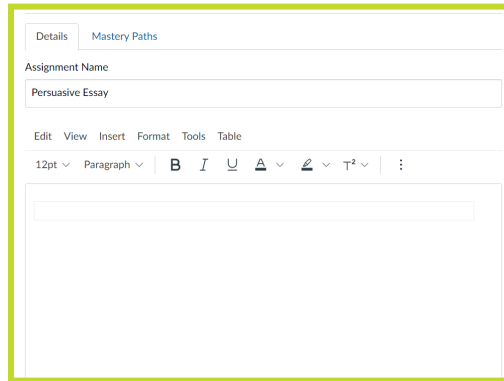 Details Mastery Paths
Assignment Name
Persuasive Essay
Edit View Insert Format Tools Table
12pt Paragraph B I U A T²